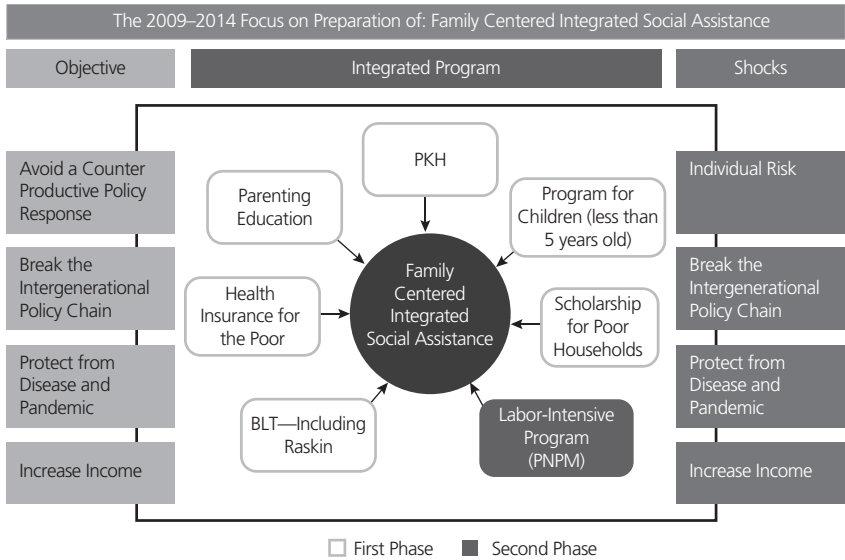 The 2009–2014 Focus on Preparation of: Family Centered Integrated Social Assistance
Objective
Integrated Program
Shocks
Avoid a Counter
Productive Policy
Response
Break the
Intergenerational
Policy Chain
Protect from
Disease and
Pandemic
Increase Income
PKH
Parenting
Education
Program for
Children (less than
5 years old)
Health
Insurance for
the Poor
Family
Centered
Integrated
Social Assistance
Scholarship
for Poor
Households
BLT—Including
Raskin
Labor-Intensive
Program
(PNPM)
Individual Risk
Break the
Intergenerational
Policy Chain
Protect from
Disease and
Pandemic
Increase Income
First Phase
Second Phase